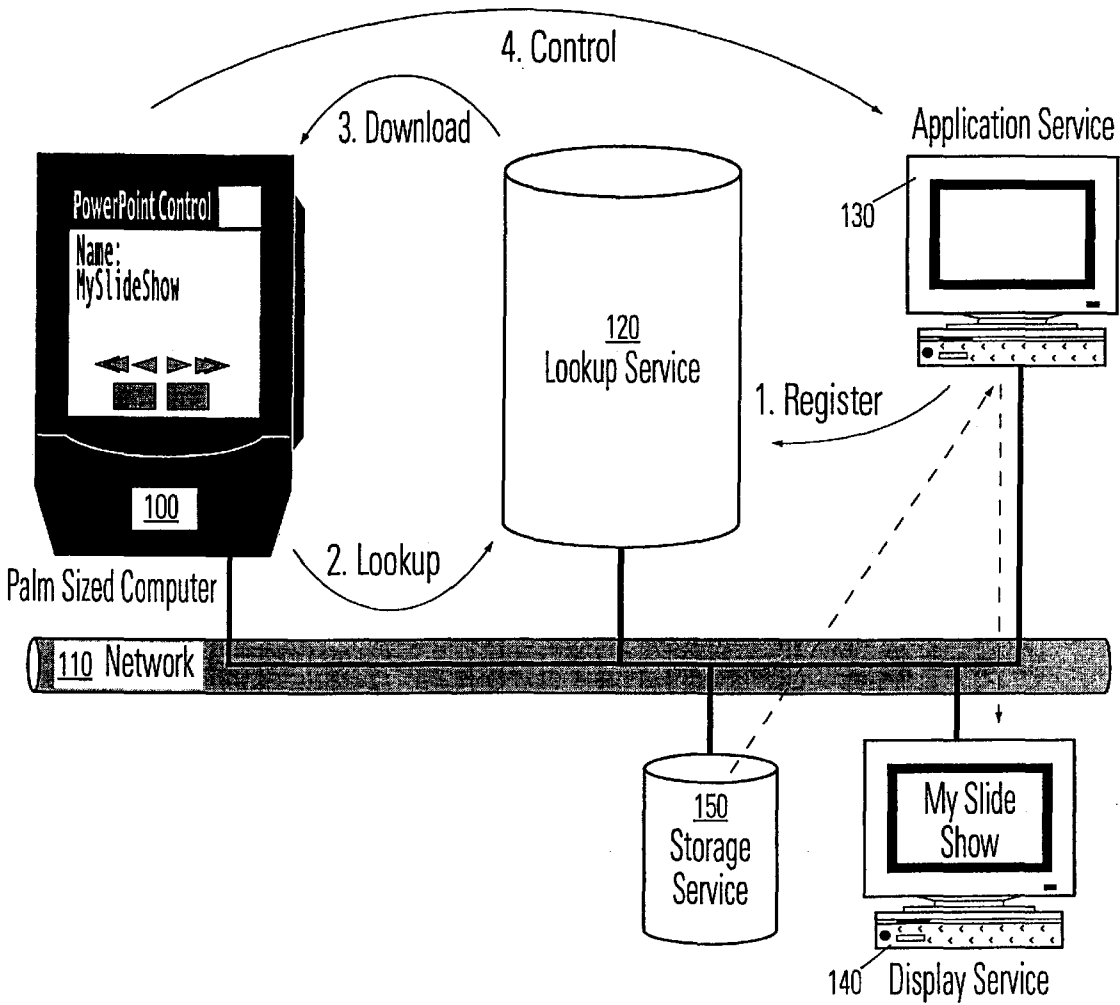 4. Control
3. Download
Application Service
130
PowerPoint Control
Name:
MySlideShow
120
Lookup Service
1. Register
100
2. Lookup
Palm Sized Computer
110 Network
150
Storage
Service
My Slide
Show
140
Display Service